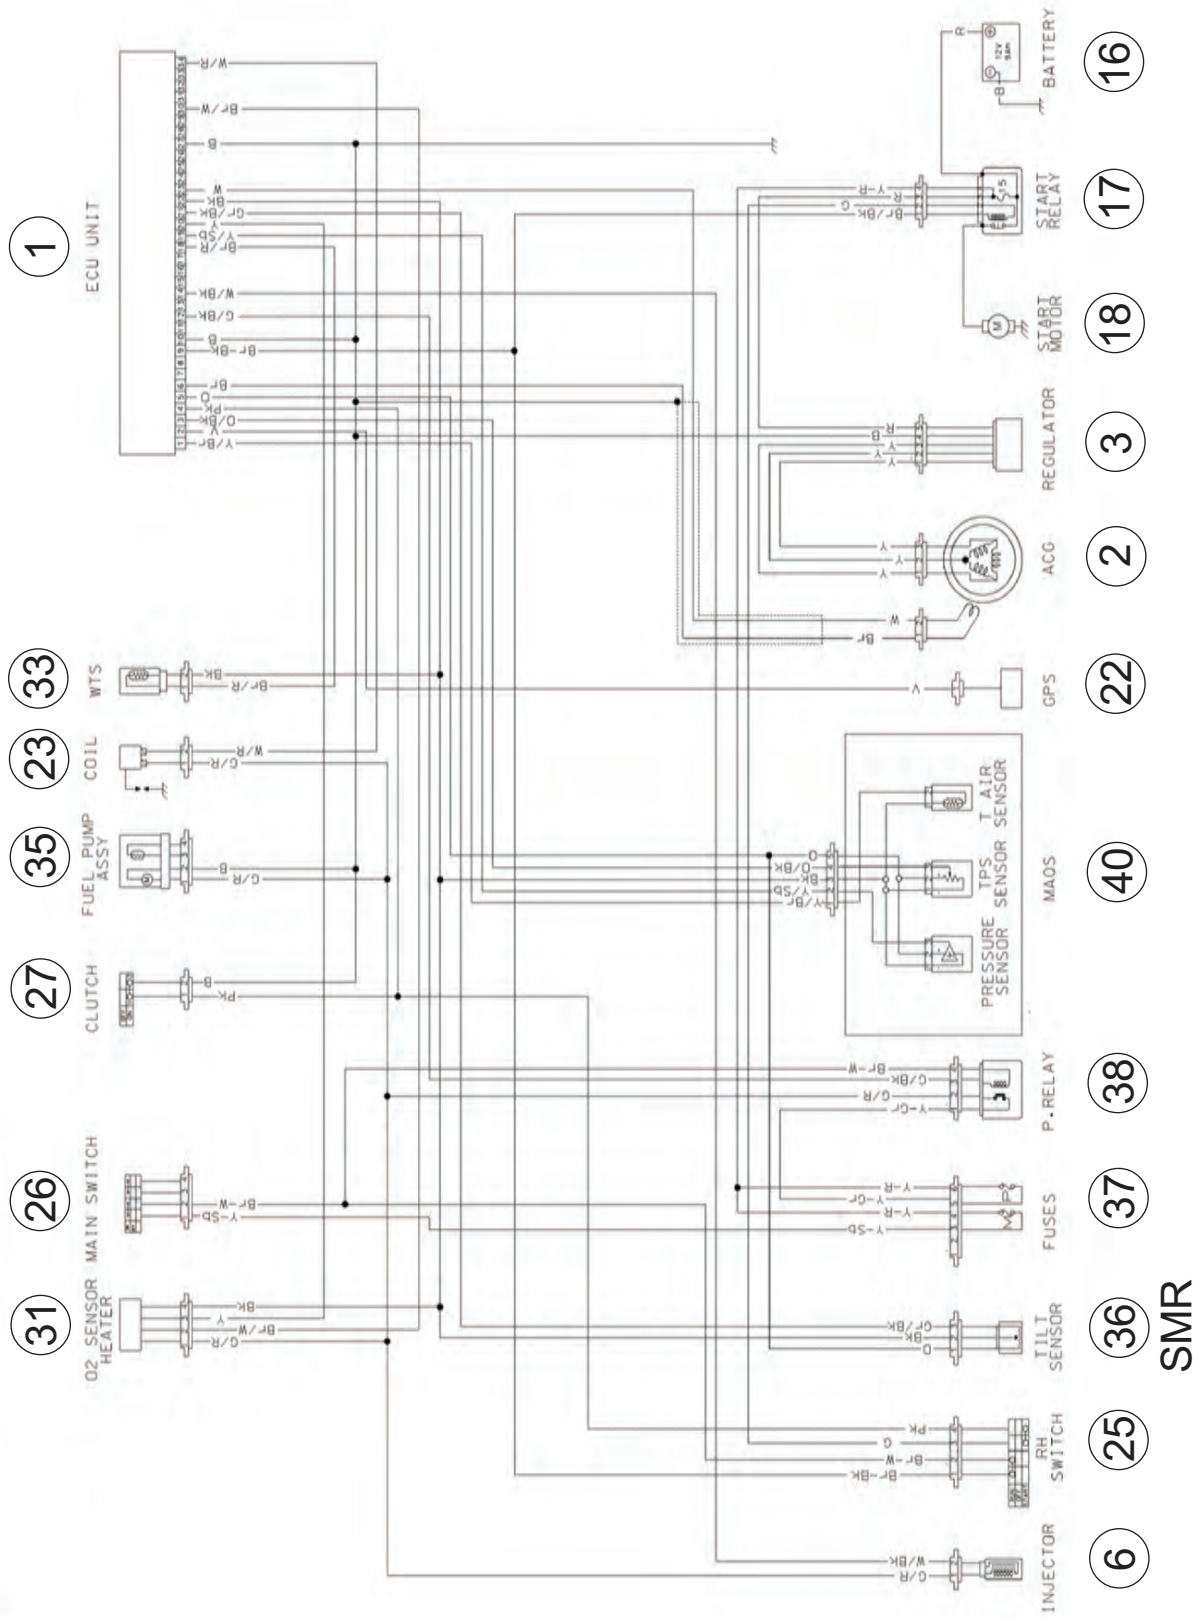 1
ECU UNIT
W/R
Br/W
B
W
BK
Gr/BK
Y
Y/Sb
Br/R
W/BK
G/BK
B
Br-BK
Br
O
PK
O/BK
V
Y/Br
33
WTS
BK
Br/R
23
COIL
W/R
G/R
35
FUEL PUMP
ASSY
B
G/R
27
CLUTCH
B
PK
26
MAIN SWITCH
Br-W
Y-Sb
31
O2 SENSOR
HEATER
BK
Y
Br/W
G/R
R
B
12V
9AH
BATTERY
16
Y-R
R
G
Br/BK
15
START
RELAY
17
M
START
MOTOR
18
R
B
Y
Y
Y
REGULATOR
3
Y
Y
Y
W
Br
ACG
2
V
GPS
22
O
O/BK
BK
Y/Sb
Y/Br
T AIR
SENSOR
TPS
SENSOR
PRESSURE
SENSOR
MAQS
40
Br-W
G/BK
G/R
Y-Gr
P.RELAY
38
Y-R
Y-Gr
Y-R
Y-Sb
P
M
FUSES
37
Gr/BK
BK
O
TILT
SENSOR
36
PK
G
Br-W
Br-BK
RH
SWITCH
25
W/BK
G/R
INJECTOR
6
SMR